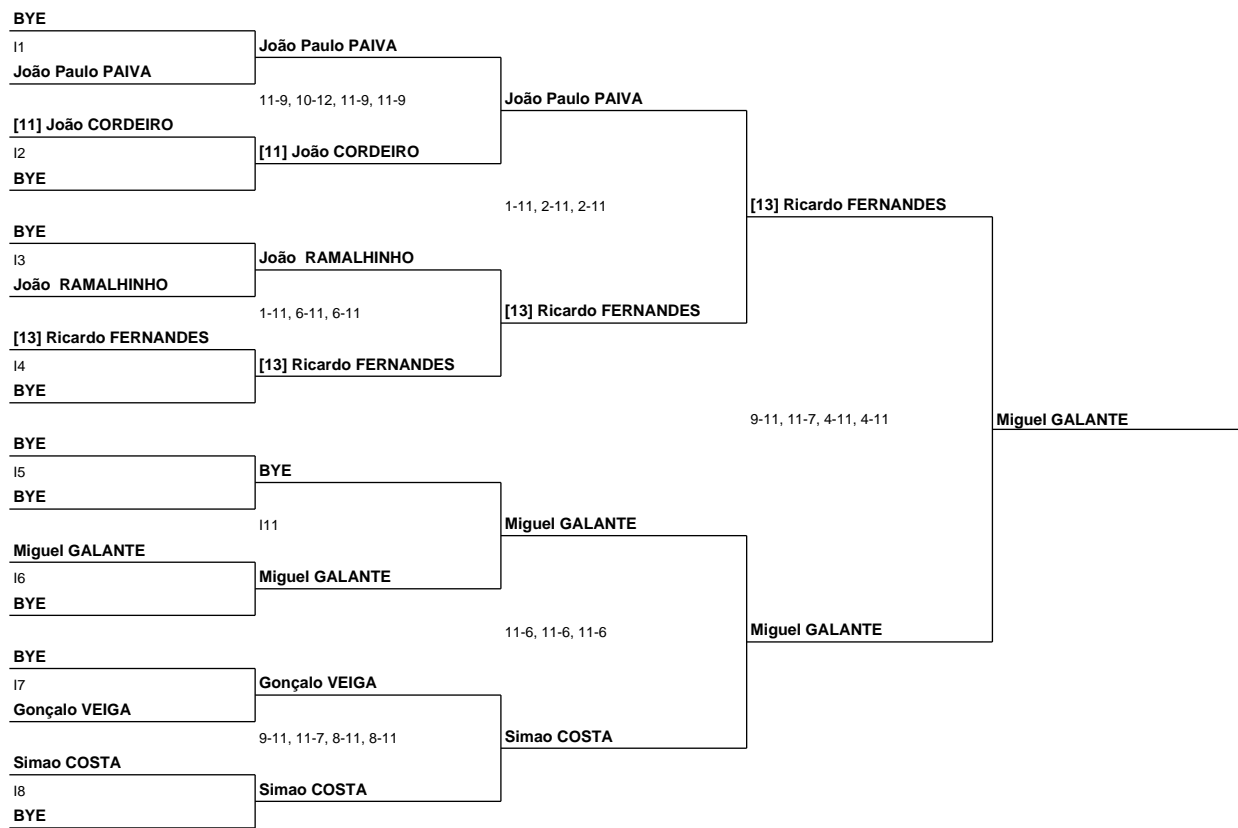 BYE
I1
João Paulo PAIVA
João Paulo PAIVA
11-9, 10-12, 11-9, 11-9
João Paulo PAIVA
[11] João CORDEIRO
I2
[11] João CORDEIRO
BYE
1-11, 2-11, 2-11
[13] Ricardo FERNANDES
BYE
I3
João  RAMALHINHO
João  RAMALHINHO
1-11, 6-11, 6-11
[13] Ricardo FERNANDES
[13] Ricardo FERNANDES
I4
[13] Ricardo FERNANDES
BYE
9-11, 11-7, 4-11, 4-11
Miguel GALANTE
BYE
I5
BYE
BYE
I11
Miguel GALANTE
Miguel GALANTE
I6
Miguel GALANTE
BYE
11-6, 11-6, 11-6
Miguel GALANTE
BYE
I7
Gonçalo VEIGA
Gonçalo VEIGA
9-11, 11-7, 8-11, 8-11
Simao COSTA
Simao COSTA
I8
Simao COSTA
BYE